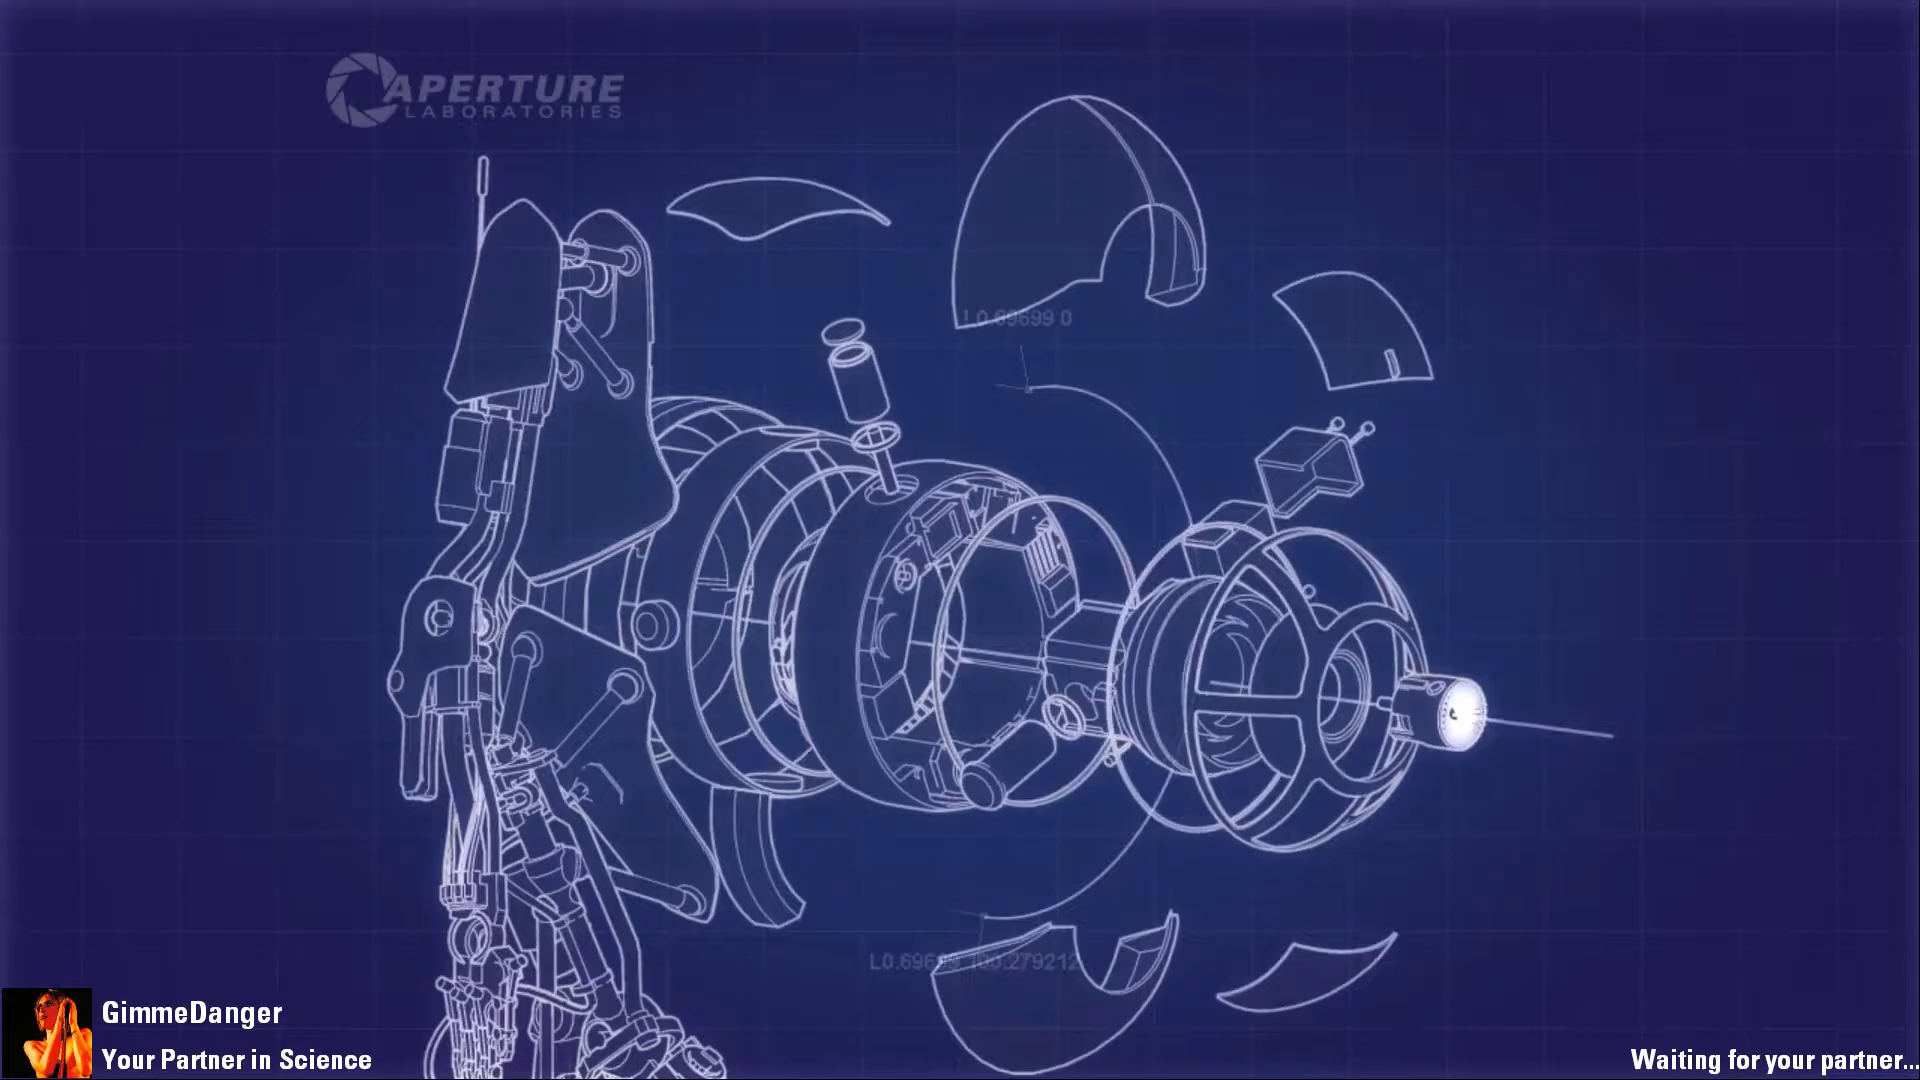 APERTURE
LABORATORIES
L0.69699 0
GimmeDanger
Your Partner in Science
Waiting for your partner...